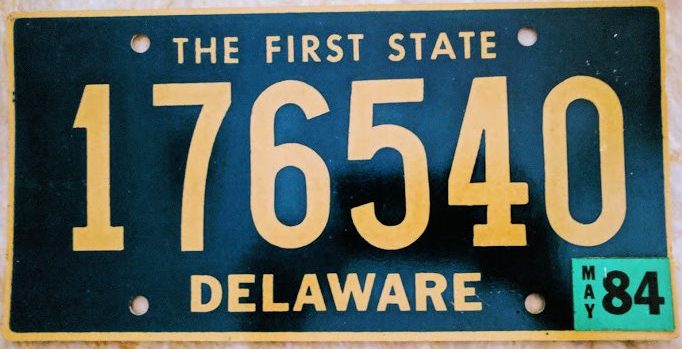 THE FIRST STATE
176540
DELAWARE
MAY 84